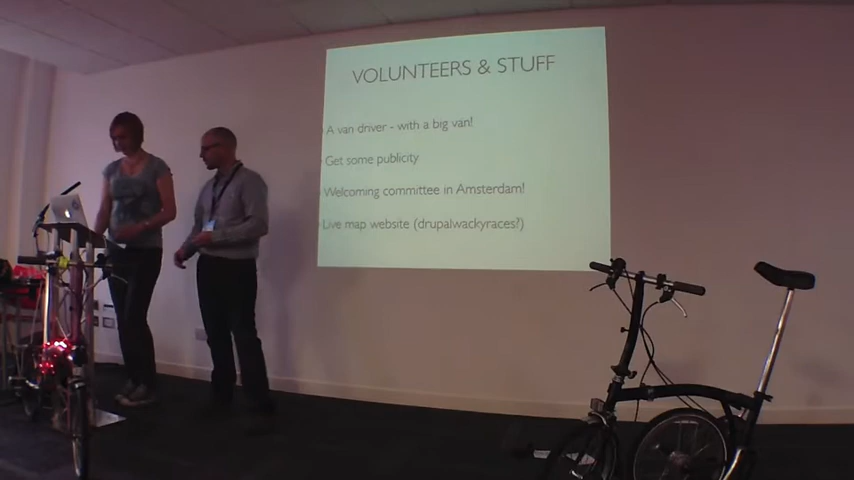 VOLUNTEERS & STUFF
A van driver - with a big van!
Get some publicity
Welcoming committee in Amsterdam!
Live map website (drupalwackyraces?)